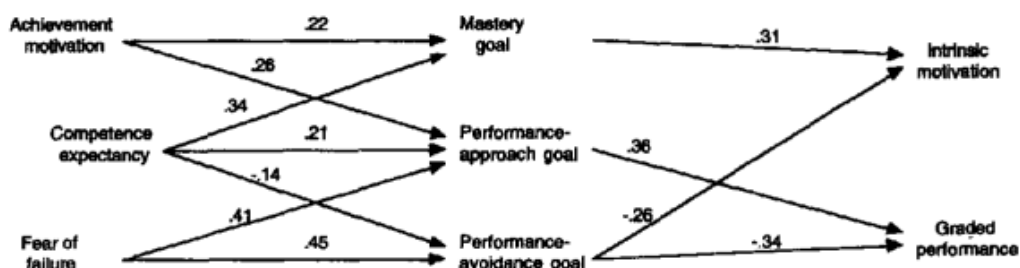 Achievement
motivation
.22
Mastery
goal
.31
Intrinsic
motivation
.26
.34
Competence
expectancy
.21
Performance-
approach goal
.36
-.14
-.26
.41
Fear of
failure
.45
Performance-
avoidance goal
-.34
Graded
performance